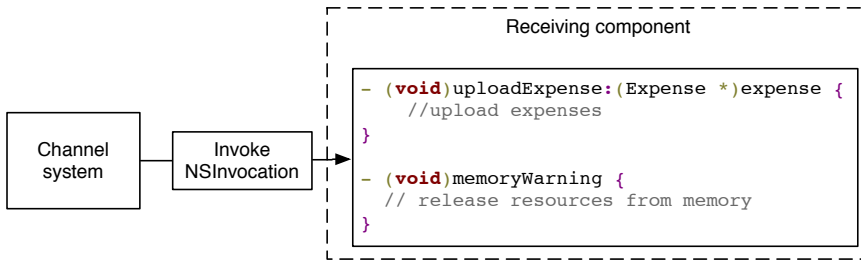 Receiving component
Channel
system
Invoke
NSInvocation
- (void)uploadExpense:(Expense *)expense {
//upload expenses
}
- (void)memoryWarning {
// release resources from memory
}